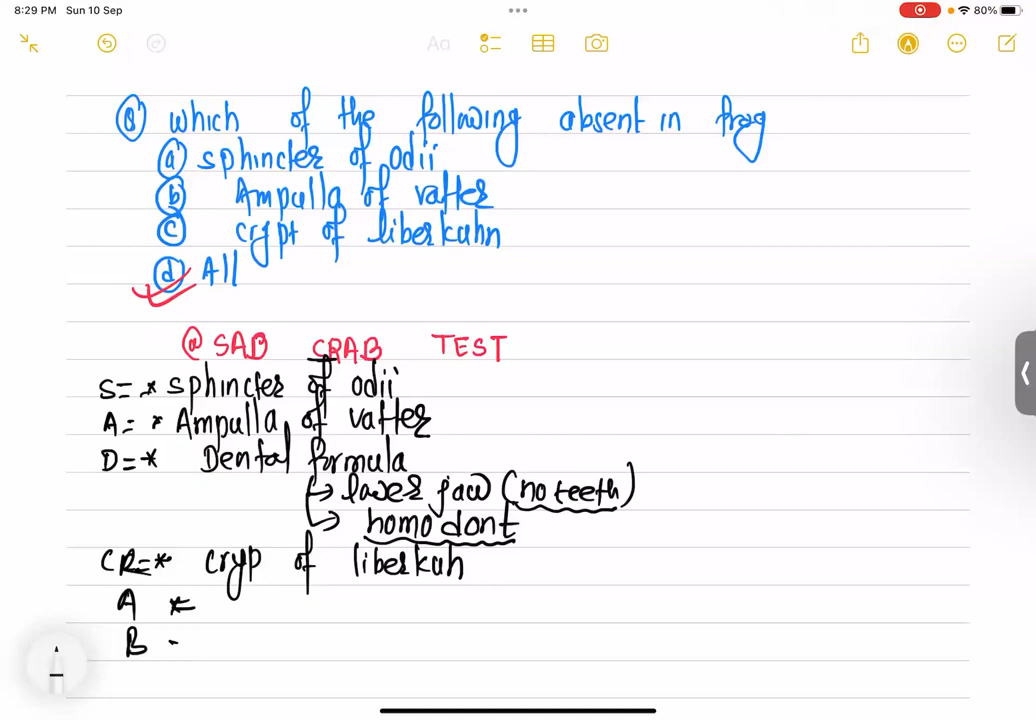 8:29 PM Sun 10 Sep 80%
Aa
Q which of the following absent in frog
a sphincter of odii
b Ampulla of vatter
c crypt of liberkuhn
d All
@ SAD CRAB TEST
S= * sphincter of odii
A= * Ampulla of vatter
D= * Dental formula
→ lower jaw (no teeth)
→ homodont
CR= * cryp of liberkuh
A *
B -